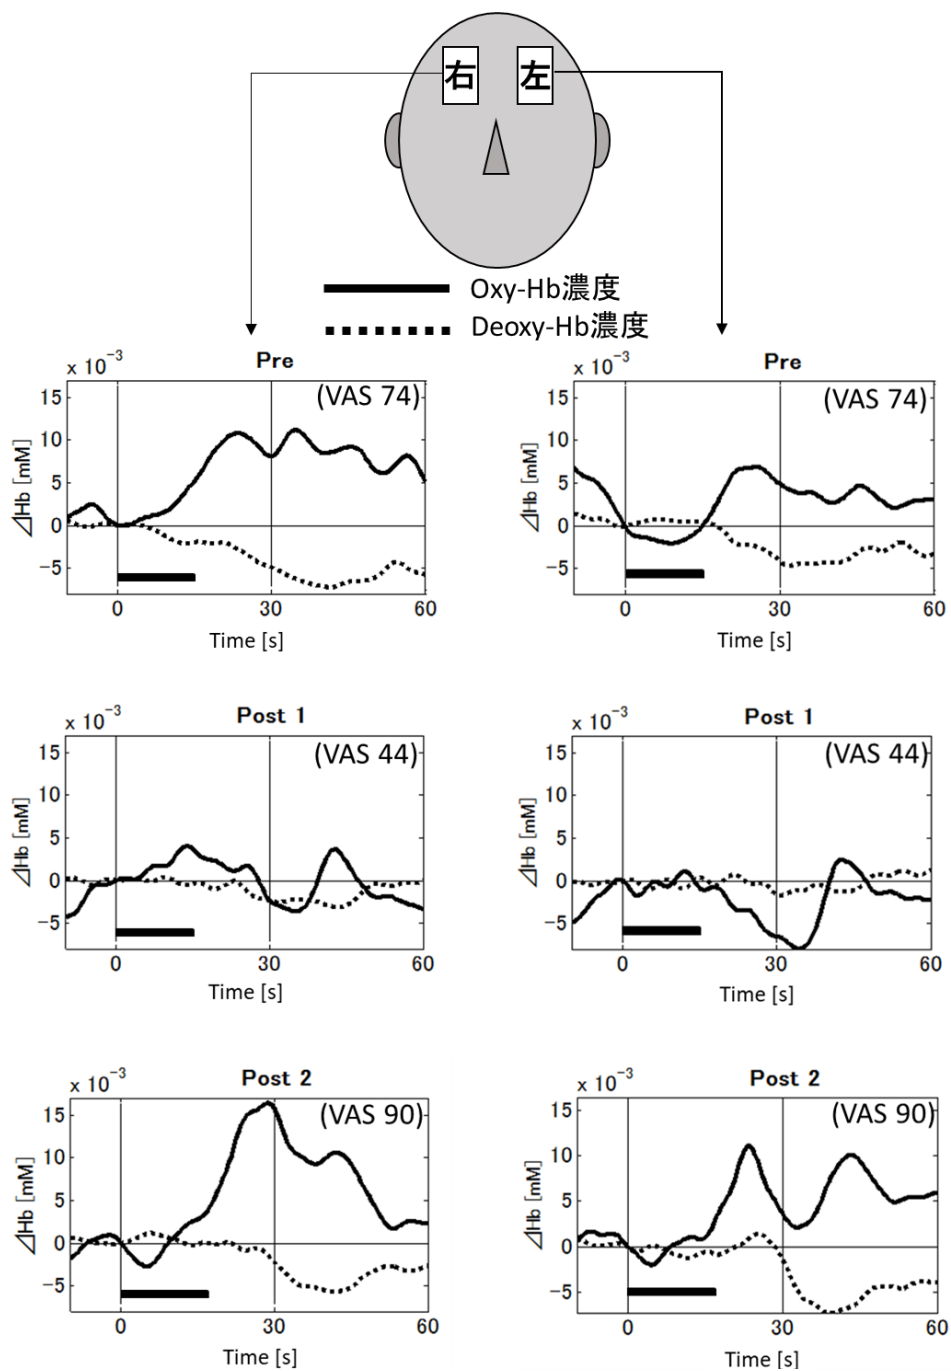 右 左
Oxy-Hb濃度
Deoxy-Hb濃度
Pre
x 10⁻³
(VAS 74)
15
10
5
0
−5
⊿Hb [mM]
0 30 60
Time [s]
Pre
x 10⁻³
(VAS 74)
15
10
5
0
−5
⊿Hb [mM]
0 30 60
Time [s]
Post 1
x 10⁻³
(VAS 44)
15
10
5
0
−5
⊿Hb [mM]
0 30 60
Time [s]
Post 1
x 10⁻³
(VAS 44)
15
10
5
0
−5
⊿Hb [mM]
0 30 60
Time [s]
Post 2
x 10⁻³
(VAS 90)
15
10
5
0
−5
⊿Hb [mM]
0 30 60
Time [s]
Post 2
x 10⁻³
(VAS 90)
15
10
5
0
−5
⊿Hb [mM]
0 30 60
Time [s]